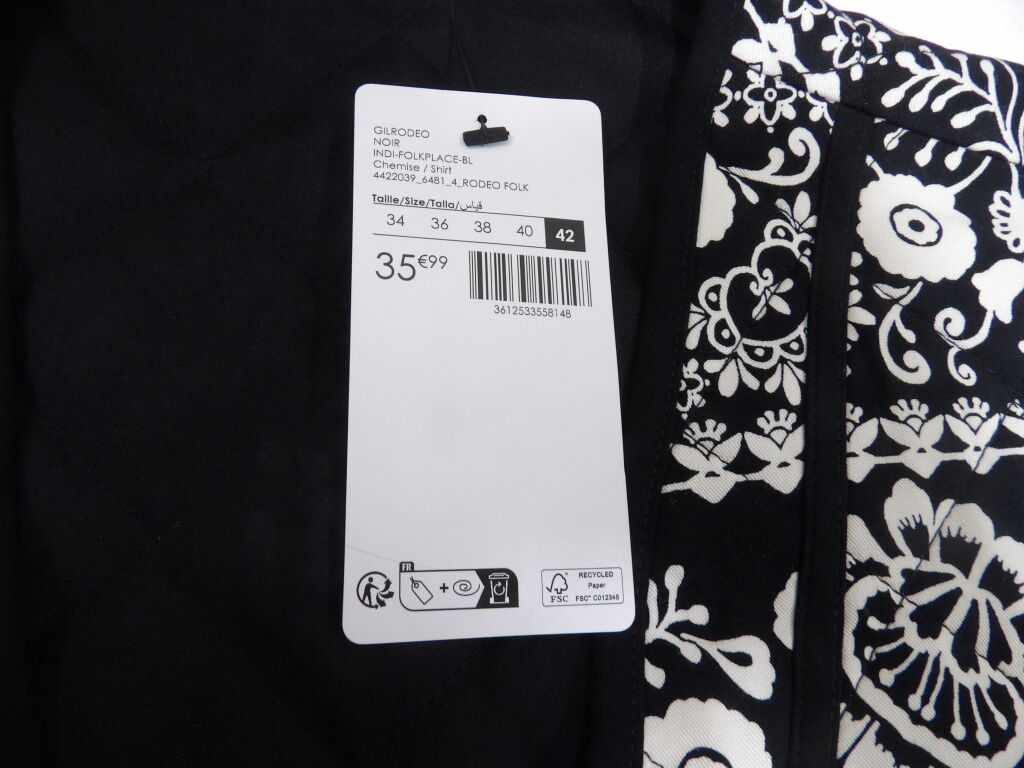 GILRODEO
NOIR
INDI-FOLKPLACE-BL
Chemise / Shirt
4422039_6481_4_RODEO FOLK
Taille/Size/Talla/قياس
34 36 38 40 42
35€99
3612533558148
FR
+
FSC
RECYCLED
Paper
FSC™ C012345